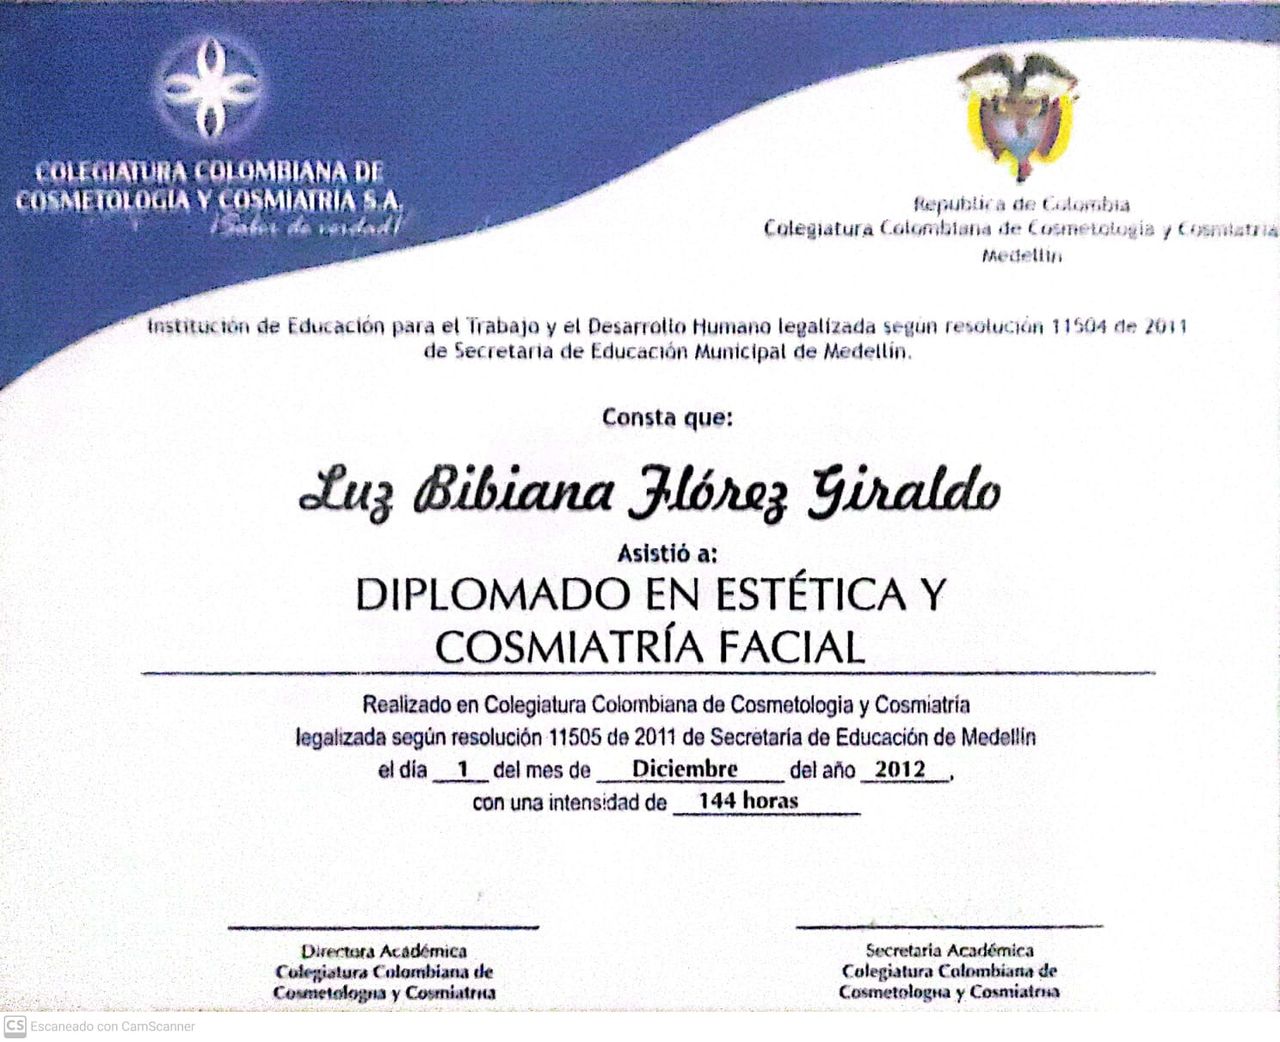 COLEGIATURA COLOMBIANA DE
COSMETOLOGIA Y COSMIATRIA S.A.
¡Saber de verdad!
Republica de Colombia
Colegiatura Colombiana de Cosmetologia y Cosmiatria
Medellin
Institución de Educación para el Trabajo y el Desarrollo Humano legalizada según resolución 11504 de 2011
de Secretaria de Educación Municipal de Medellín.
Consta que:
Luz Bibiana Flórez Giraldo
Asistió a:
DIPLOMADO EN ESTÉTICA Y
COSMIATRÍA FACIAL
Realizado en Colegiatura Colombiana de Cosmetologia y Cosmiatría
legalizada según resolución 11505 de 2011 de Secretaría de Educación de Medellín
el día 1 del mes de Diciembre del año 2012,
con una intensidad de 144 horas
Directora Académica
Colegiatura Colombiana de
Cosmetologia y Cosmiatria
Secretaria Académica
Colegiatura Colombiana de
Cosmetologia y Cosmiatria
CS Escaneado con CamScanner